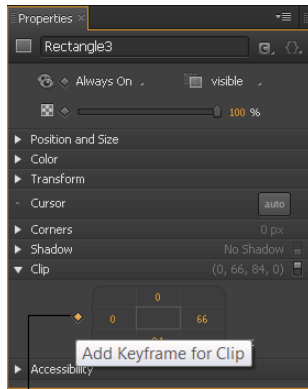 Properties ×
Rectangle3
Always On
visible
100 %
Position and Size
Color
Transform
Cursor
auto
Corners
0 px
Shadow
No Shadow
Clip
(0, 66, 84, 0)
0
0
66
Add Keyframe for Clip
Accessibility